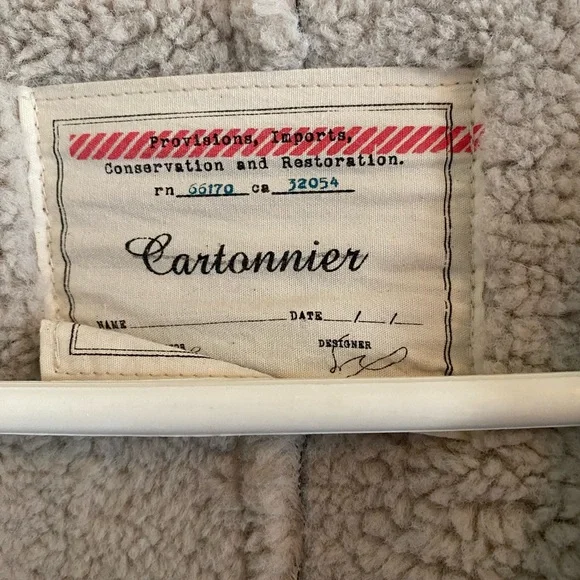 Provisions, Imports,
Conservation and Restoration.
rn 66170 ca 32054
Cartonnier
NAME DATE / /
DESIGNER